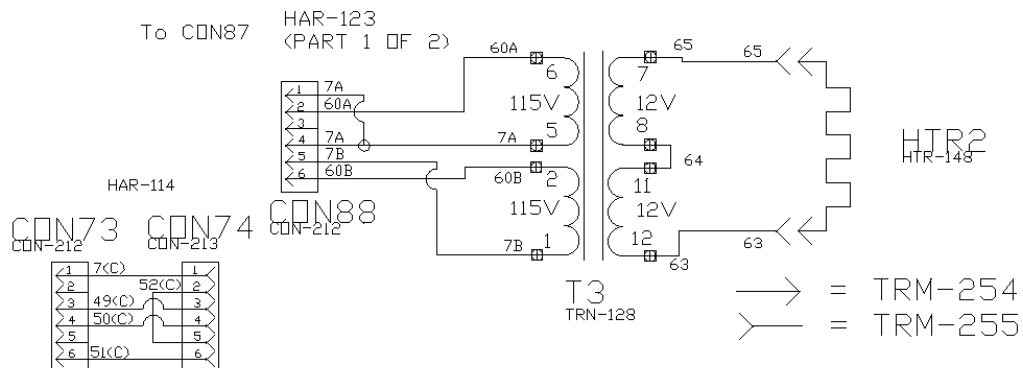 To CON87
HAR-123
(PART 1 OF 2)
60A
65
65
1 7A
6
7
2 60A
115V
12V
3
4 7A
7A
5
8
HTR2
HTR-148
5 7B
64
6 60B
60B
2
11
HAR-114
CON88
CON-212
115V
12V
CON73
CON-212
CON74
CON-213
7B
1
12
63
63
1 7(C) 1
2 52(C) 2
3 49(C) 3
4 50(C) 4
5 5
6 51(C) 6
T3
TRN-128
= TRM-254
= TRM-255